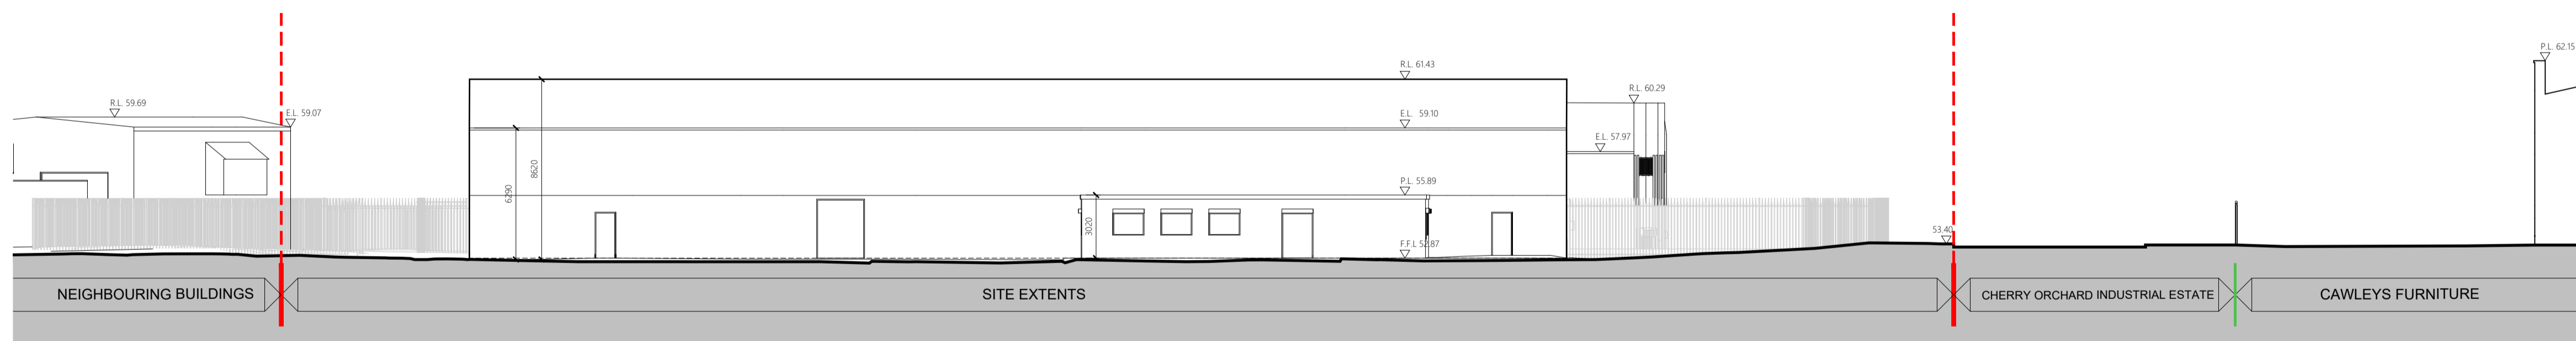 P.L. 62.15
R.L. 61.43
R.L. 59.69
E.L. 59.07
R.L. 60.29
E.L. 59.10
E.L. 57.97
8620
6290
P.L. 55.89
3020
F.F.L 52.87
53.40
NEIGHBOURING BUILDINGS
SITE EXTENTS
CHERRY ORCHARD INDUSTRIAL ESTATE
CAWLEYS FURNITURE